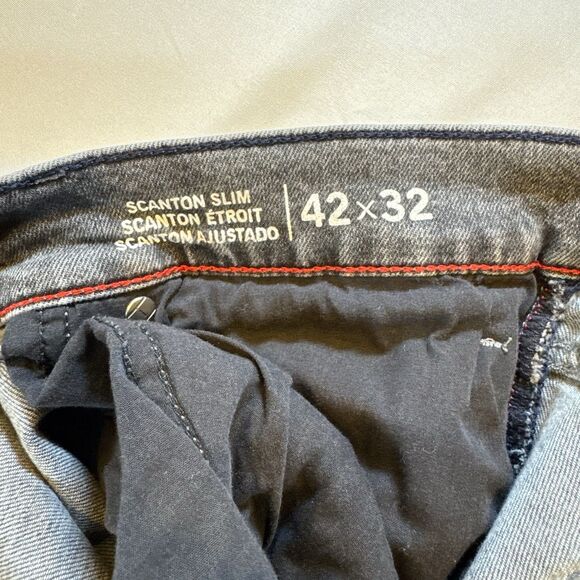 SCANTON SLIM
SCANTON ÉTROIT
SCANTON AJUSTADO
42×32